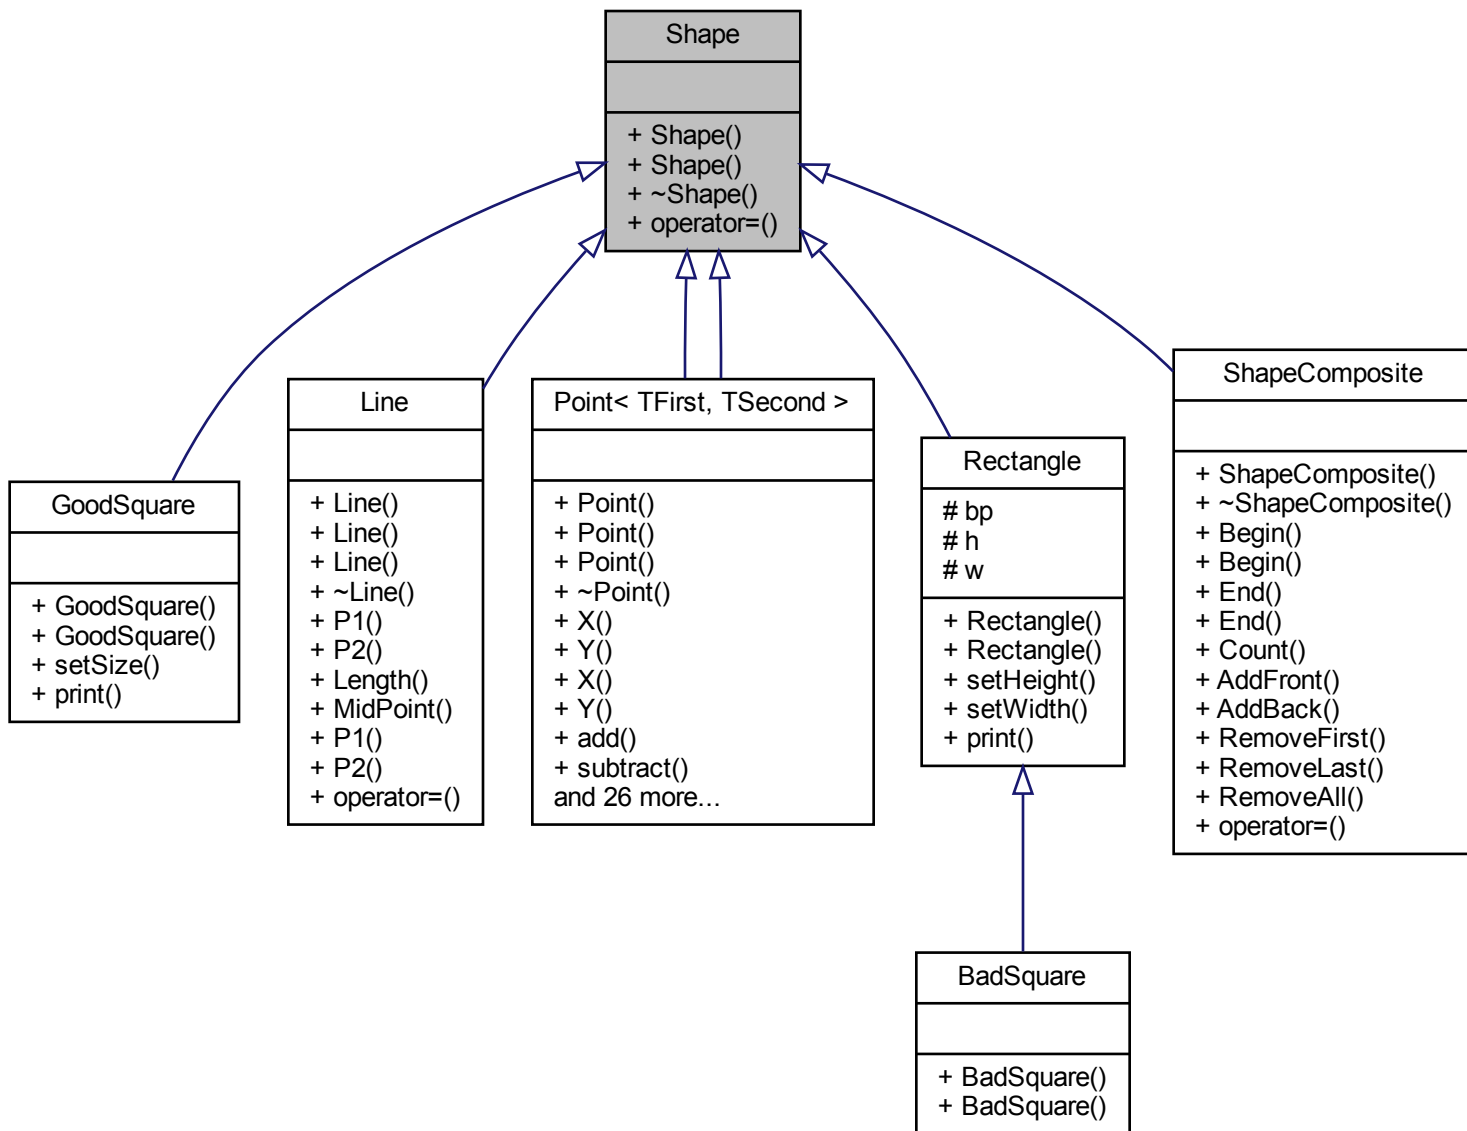 Shape
+ Shape()
+ Shape()
+ ~Shape()
+ operator=()
GoodSquare
+ GoodSquare()
+ GoodSquare()
+ setSize()
+ print()
Line
+ Line()
+ Line()
+ Line()
+ ~Line()
+ P1()
+ P2()
+ Length()
+ MidPoint()
+ P1()
+ P2()
+ operator=()
Point< TFirst, TSecond >
+ Point()
+ Point()
+ Point()
+ ~Point()
+ X()
+ Y()
+ X()
+ Y()
+ add()
+ subtract()
and 26 more...
Rectangle
# bp
# h
# w
+ Rectangle()
+ Rectangle()
+ setHeight()
+ setWidth()
+ print()
ShapeComposite
+ ShapeComposite()
+ ~ShapeComposite()
+ Begin()
+ Begin()
+ End()
+ End()
+ Count()
+ AddFront()
+ AddBack()
+ RemoveFirst()
+ RemoveLast()
+ RemoveAll()
+ operator=()
BadSquare
+ BadSquare()
+ BadSquare()